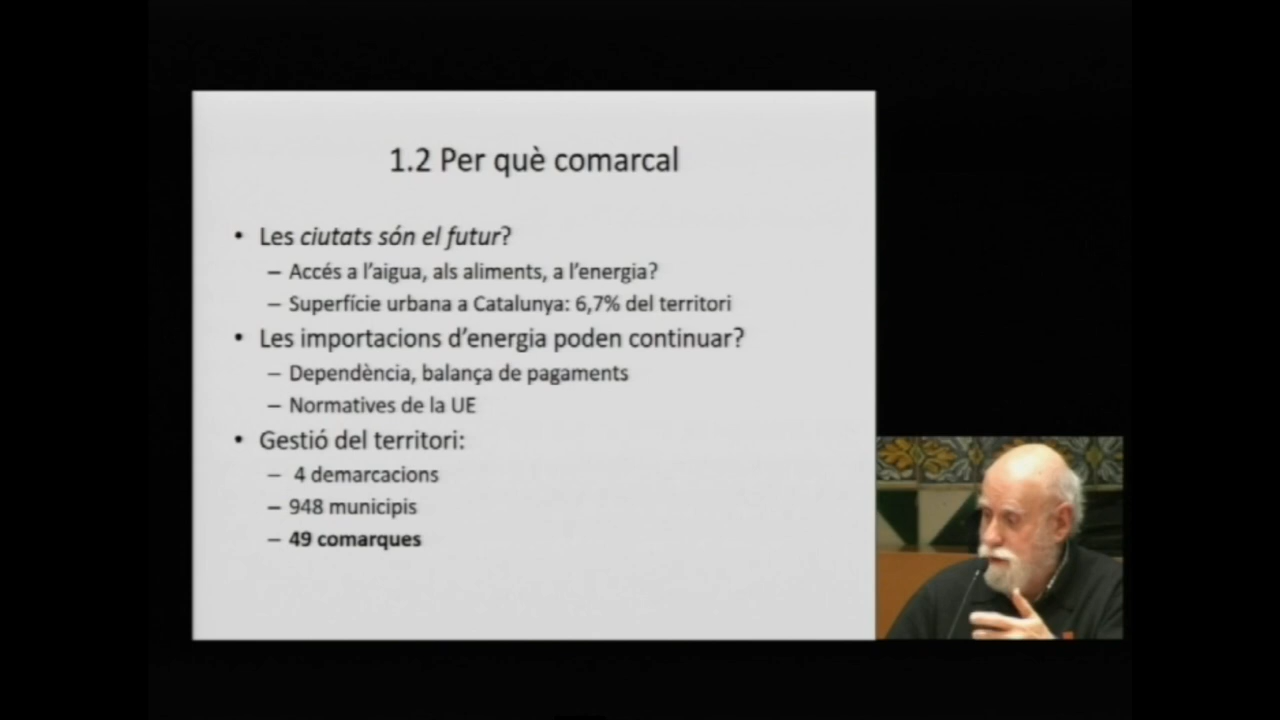 1.2 Per què comarcal
• Les ciutats són el futur?
– Accés a l'aigua, als aliments, a l'energia?
– Superfície urbana a Catalunya: 6,7% del territori
• Les importacions d'energia poden continuar?
– Dependència, balança de pagaments
– Normatives de la UE
• Gestió del territori:
– 4 demarcacions
– 948 municipis
– 49 comarques